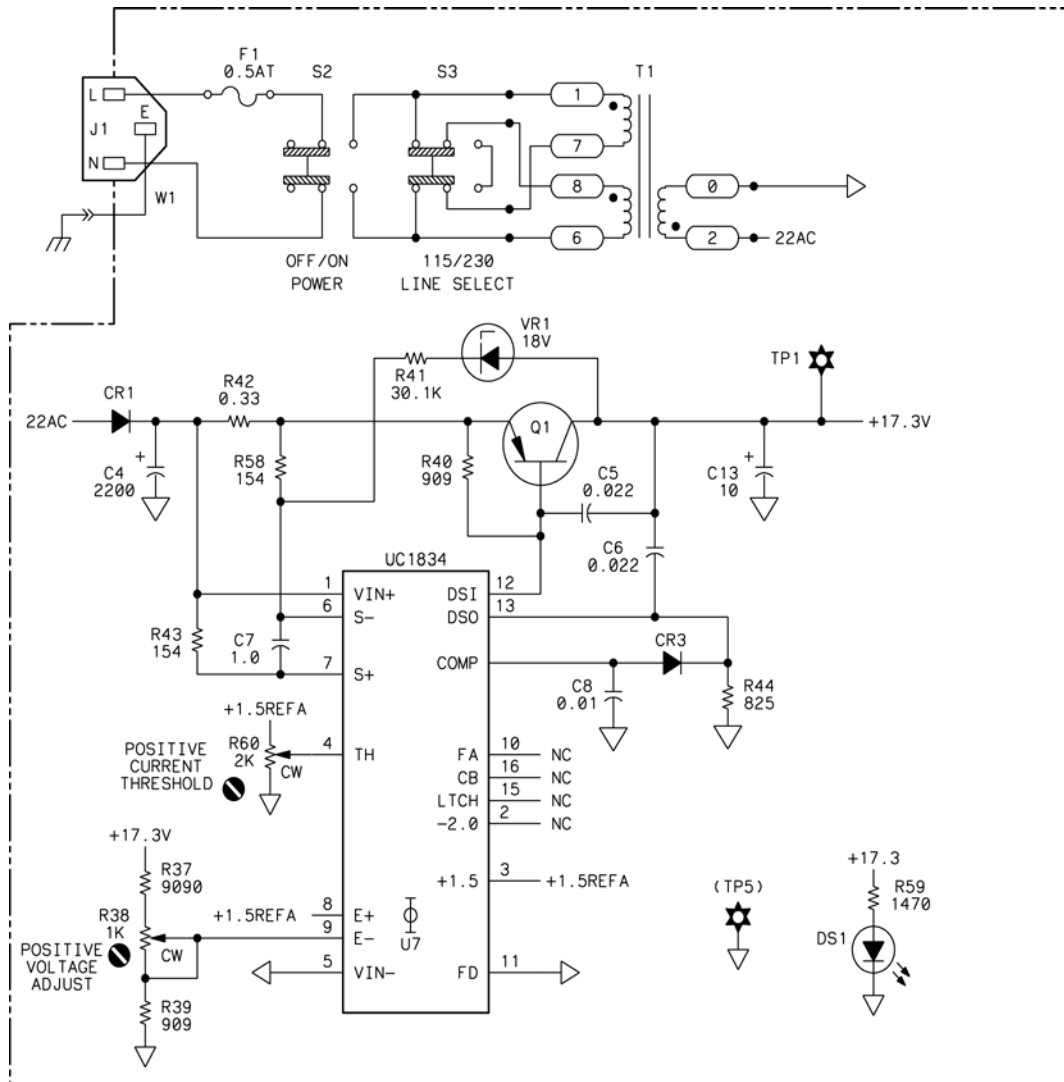 F1
0.5AT
S2
S3
T1
L
E
J1
N
W1
1
7
8
6
0
2
22AC
OFF/ON
POWER
115/230
LINE SELECT
VR1
18V
TP1
R41
30.1K
CR1
R42
0.33
22AC
Q1
+17.3V
+
C4
2200
R58
154
R40
909
C5
0.022
+
C13
10
C6
0.022
UC1834
1
VIN+
DSI
12
6
S-
DSO
13
R43
154
C7
1.0
7
S+
COMP
CR3
C8
0.01
R44
825
+1.5REFA
R60
2K
CW
POSITIVE
CURRENT
THRESHOLD
4
TH
FA
10
NC
CB
16
NC
LTCH
15
NC
-2.0
2
NC
+17.3V
R37
9090
+1.5
3
+1.5REFA
(TP5)
+17.3
R59
1470
DS1
R38
1K
CW
POSITIVE
VOLTAGE
ADJUST
+1.5REFA
8
E+
9
E-
U7
5
VIN-
FD
11
R39
909